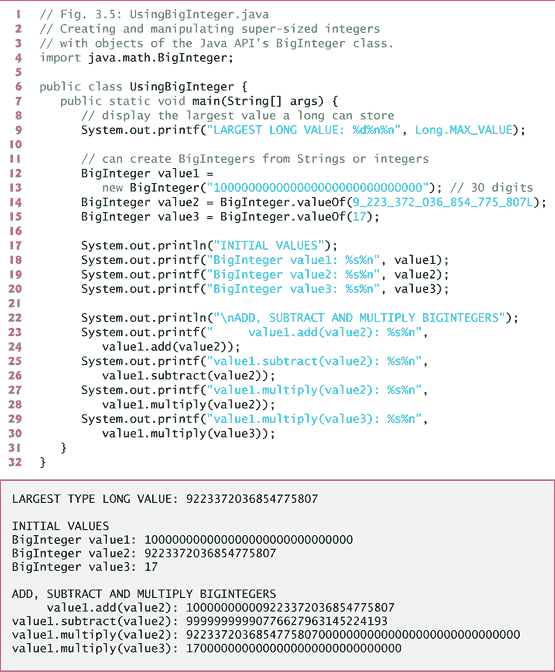 1 // Fig. 3.5: UsingBigInteger.java
2 // Creating and manipulating super-sized integers
3 // with objects of the Java API's BigInteger class.
4 import java.math.BigInteger;
5
6 public class UsingBigInteger {
7 public static void main(String[] args) {
8 // display the largest value a long can store
9 System.out.printf("LARGEST LONG VALUE: %d%n%n", Long.MAX_VALUE);
10
11 // can create BigIntegers from Strings or integers
12 BigInteger value1 =
13 new BigInteger("100000000000000000000000000000"); // 30 digits
14 BigInteger value2 = BigInteger.valueOf(9_223_372_036_854_775_807L);
15 BigInteger value3 = BigInteger.valueOf(17);
16
17 System.out.println("INITIAL VALUES");
18 System.out.printf("BigInteger value1: %s%n", value1);
19 System.out.printf("BigInteger value2: %s%n", value2);
20 System.out.printf("BigInteger value3: %s%n", value3);
21
22 System.out.println("\nADD, SUBTRACT AND MULTIPLY BIGINTEGERS");
23 System.out.printf("     value1.add(value2): %s%n",
24 value1.add(value2));
25 System.out.printf("value1.subtract(value2): %s%n",
26 value1.subtract(value2));
27 System.out.printf("value1.multiply(value2): %s%n",
28 value1.multiply(value2));
29 System.out.printf("value1.multiply(value3): %s%n",
30 value1.multiply(value3));
31 }
32 }
LARGEST TYPE LONG VALUE: 9223372036854775807
INITIAL VALUES
BigInteger value1: 100000000000000000000000000000
BigInteger value2: 9223372036854775807
BigInteger value3: 17
ADD, SUBTRACT AND MULTIPLY BIGINTEGERS
value1.add(value2): 100000000009223372036854775807
value1.subtract(value2): 99999999990776627963145224193
value1.multiply(value2): 922337203685477580700000000000000000000000000000
value1.multiply(value3): 1700000000000000000000000000000